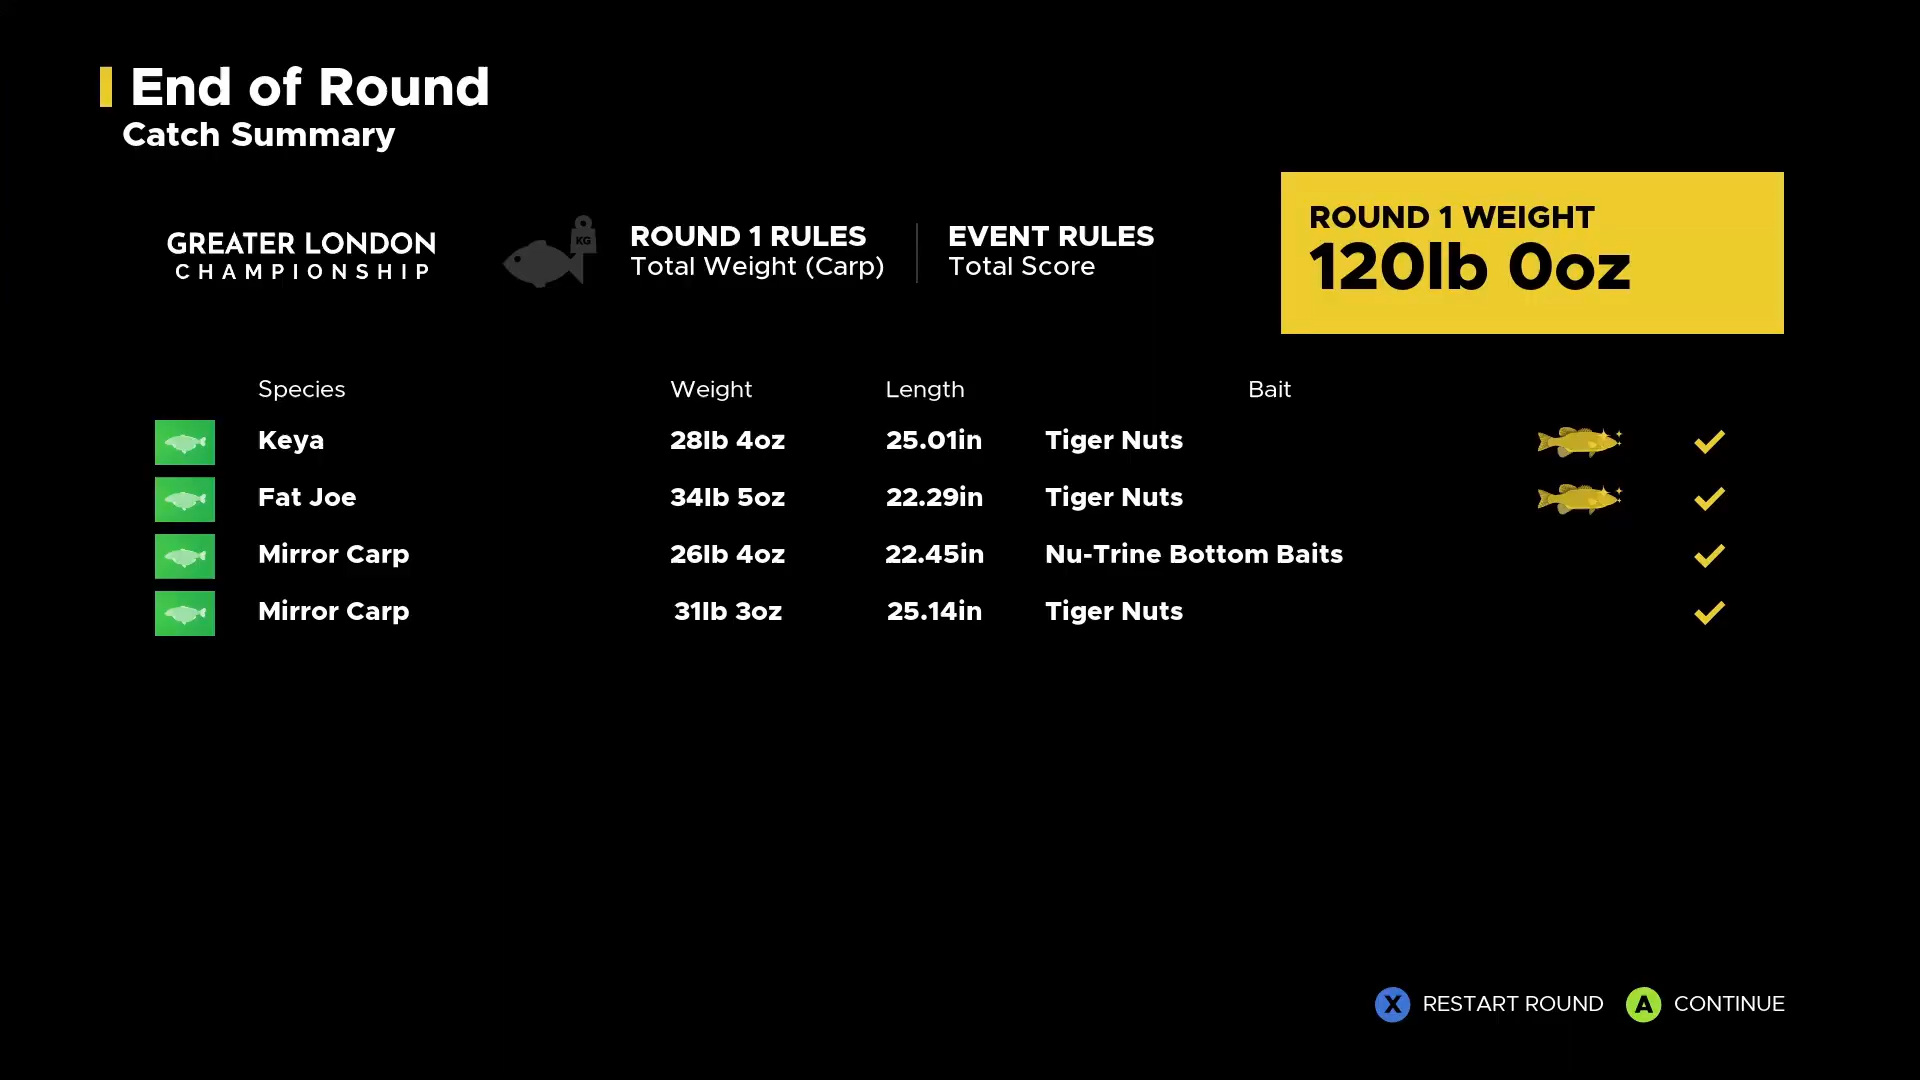 End of Round
Catch Summary
GREATER LONDON
CHAMPIONSHIP
KG
ROUND 1 RULES
Total Weight (Carp)
EVENT RULES
Total Score
ROUND 1 WEIGHT
120lb 0oz
Species Weight Length Bait
Keya 28lb 4oz 25.01in Tiger Nuts
Fat Joe 34lb 5oz 22.29in Tiger Nuts
Mirror Carp 26lb 4oz 22.45in Nu-Trine Bottom Baits
Mirror Carp 31lb 3oz 25.14in Tiger Nuts
X RESTART ROUND A CONTINUE